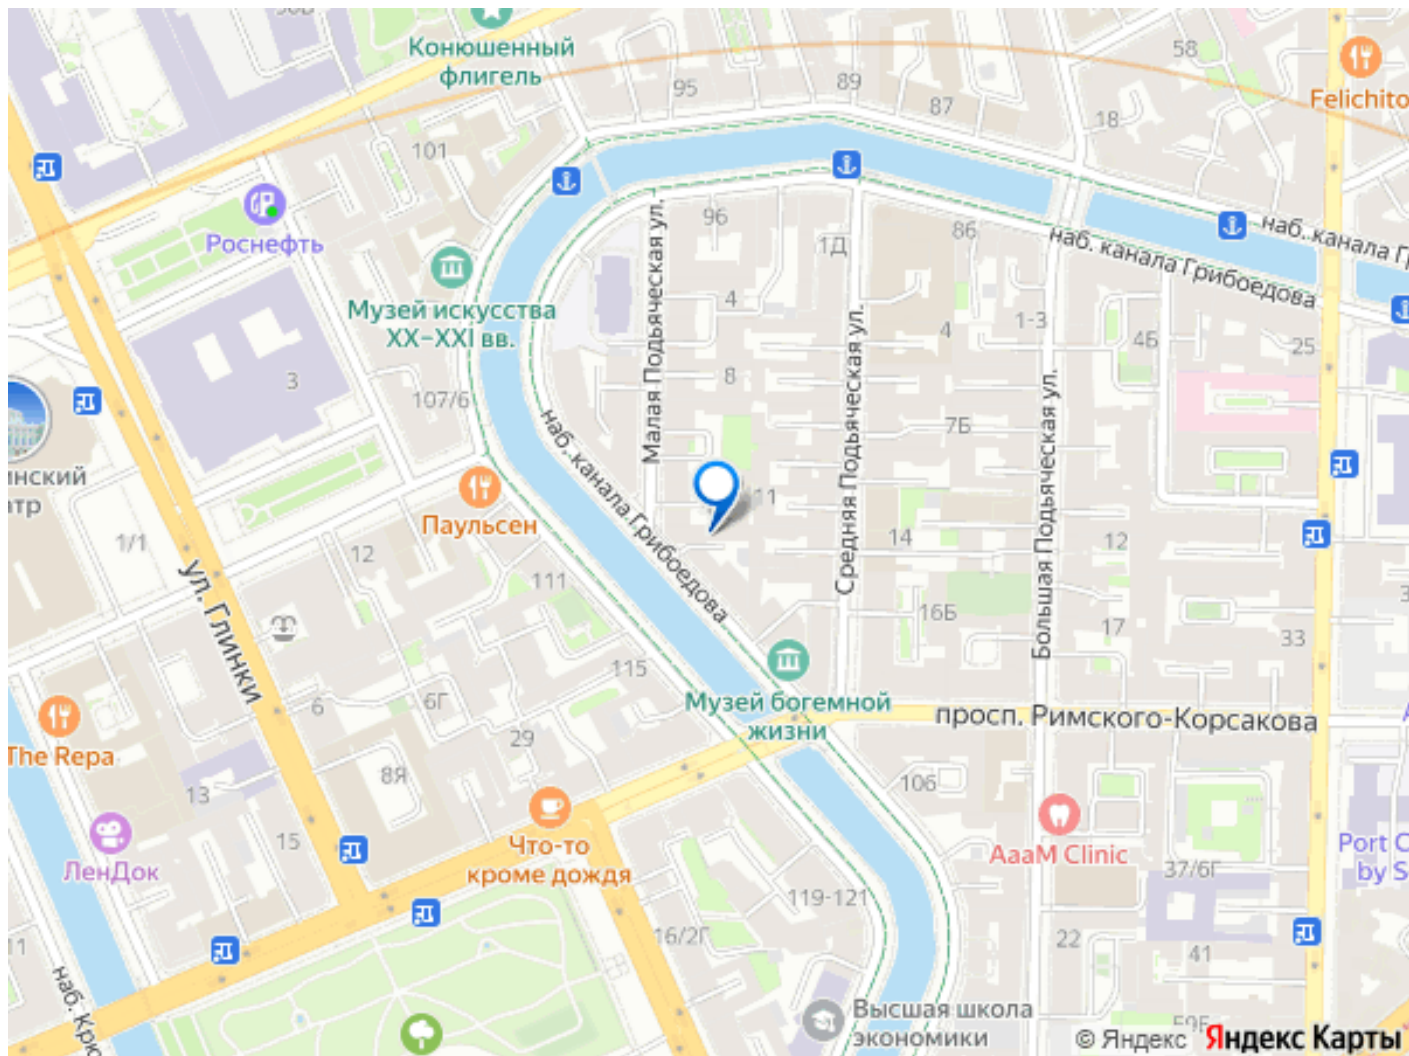 Конюшенный
флигель
58
95
89
87
18
Felichito
101
Роснефть
96
1Д
86
наб. канала Грибоедова
наб. канала Гр
Малая Подьяческая ул.
Музей искусства
XX–XXI вв.
4
4
1-3
4Б
25
Средняя Подьяческая ул.
Большая Подьяческая ул.
3
8
107/6
7Б
инский
атр
наб. канала Грибоедова
11
Паульсен
1/1
12
14
12
ул. Глинки
111
16Б
17
33
115
6
6Г
Музей богемной
жизни
просп. Римского-Корсакова
The Repa
29
8Я
13
106
15
Что-то
кроме дождя
AaaM Clinic
Port C
by S
ЛенДок
37/6Г
119-121
16/2Г
22
41
11
наб. Крю
Высшая школа
экономики
59Б
© Яндекс Яндекс Карты